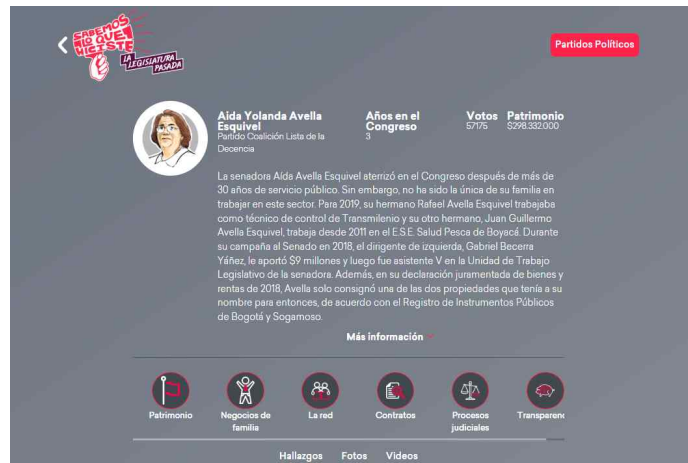 SABEMOS
LO QUE
HICISTE
LA
LEGISLATURA
PASADA
Partidos Políticos
Aida Yolanda Avella
Esquivel
Partido Coalición Lista de la
Decencia
Años en el
Congreso
3
Votos
57175
Patrimonio
$298.332.000
La senadora Aída Avella Esquivel aterrizó en el Congreso después de más de
30 años de servicio público. Sin embargo, no ha sido la única de su familia en
trabajar en este sector. Para 2019, su hermano Rafael Avella Esquivel trabajaba
como técnico de control de Transmilenio y su otro hermano, Juan Guillermo
Avella Esquivel, trabaja desde 2011 en el E.S.E. Salud Pesca de Boyacá. Durante
su campaña al Senado en 2018, el dirigente de izquierda, Gabriel Becerra
Yáñez, le aportó $9 millones y luego fue asistente V en la Unidad de Trabajo
Legislativo de la senadora. Además, en su declaración juramentada de bienes y
rentas de 2018, Avella solo consignó una de las dos propiedades que tenía a su
nombre para entonces, de acuerdo con el Registro de Instrumentos Públicos
de Bogotá y Sogamoso.
Más información
Patrimonio
Negocios de
familia
La red
Contratos
Procesos
judiciales
Transparenc
Hallazgos Fotos Videos